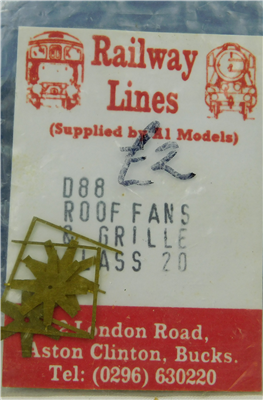 Railway
Lines
(Supplied by A1 Models)
£2
D88
ROOF FANS
& GRILLE
CLASS 20
London Road,
Aston Clinton, Bucks.
Tel: (0296) 630220